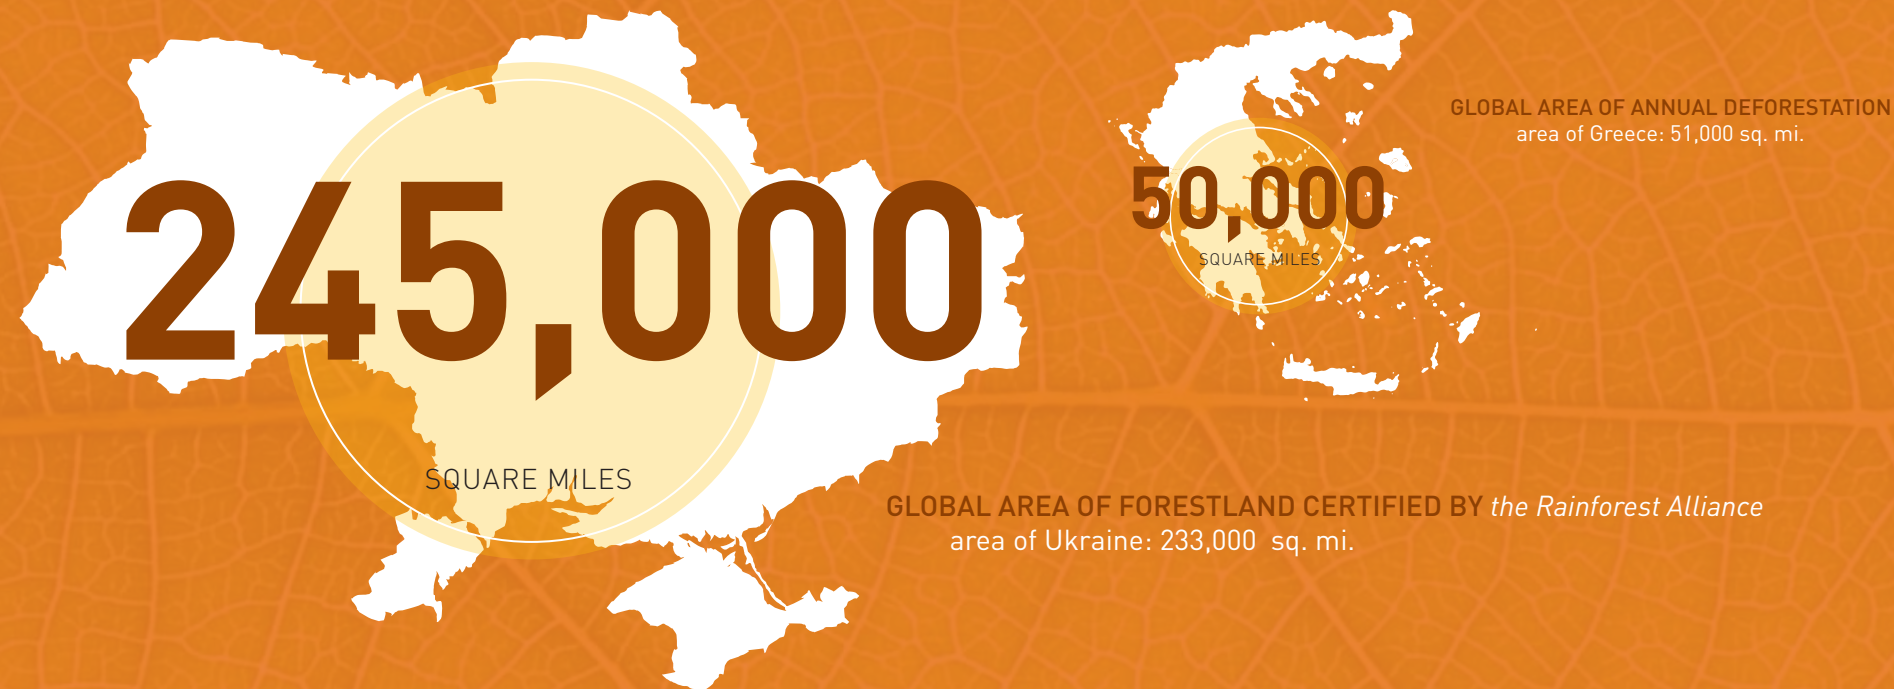 245,000
SQUARE MILES
GLOBAL AREA OF FORESTLAND CERTIFIED BY the Rainforest Alliance
area of Ukraine: 233,000 sq. mi.
50,000
SQUARE MILES
GLOBAL AREA OF ANNUAL DEFORESTATION
area of Greece: 51,000 sq. mi.